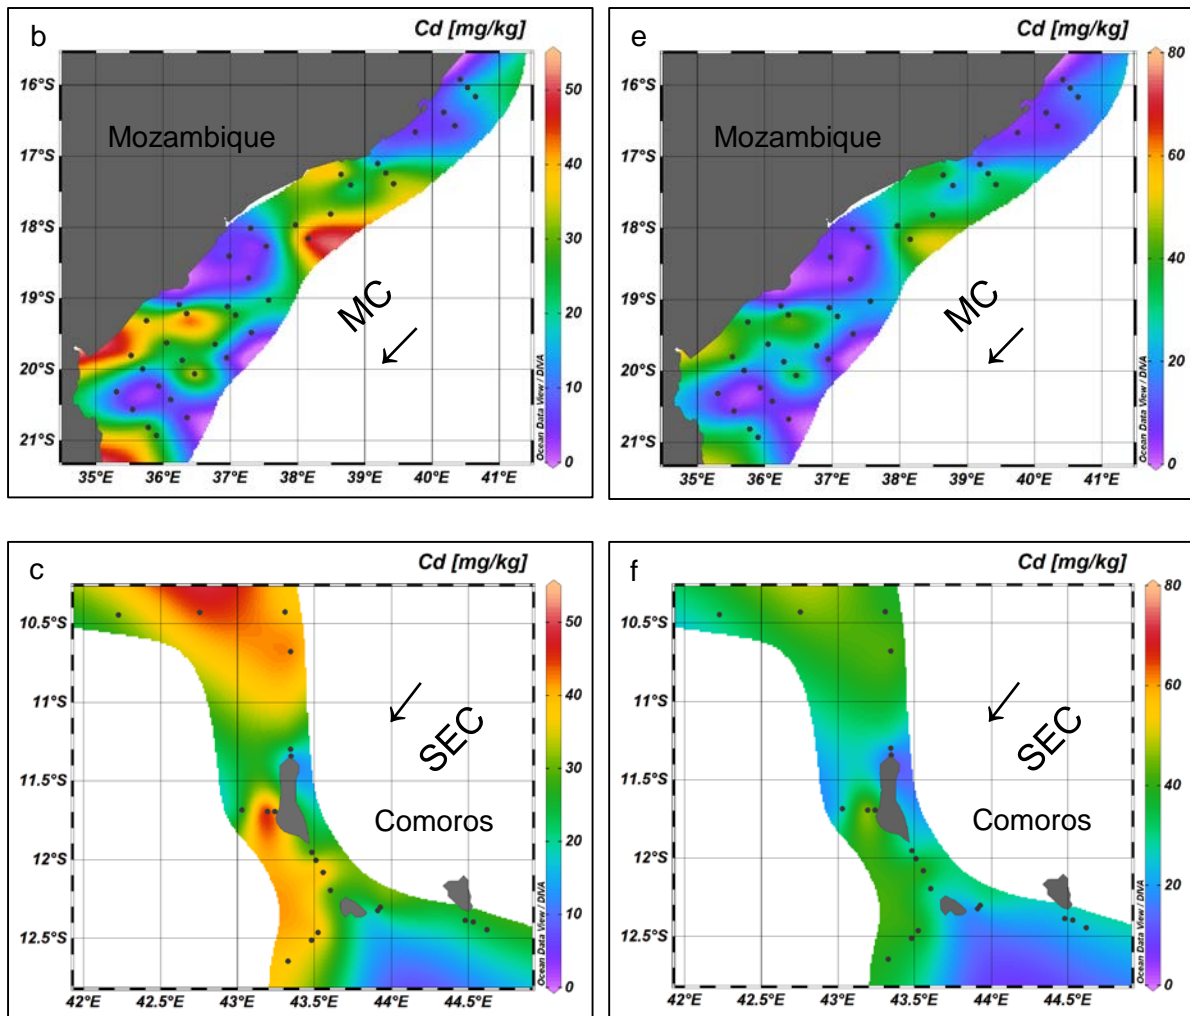 b
Cd [mg/kg]
16°S
17°S
18°S
19°S
20°S
21°S
Mozambique
MC
50
40
30
20
10
0
Ocean Data View / DIVA
35°E 36°E 37°E 38°E 39°E 40°E 41°E
e
Cd [mg/kg]
16°S
17°S
18°S
19°S
20°S
21°S
Mozambique
MC
80
60
40
20
0
Ocean Data View / DIVA
35°E 36°E 37°E 38°E 39°E 40°E 41°E
c
Cd [mg/kg]
10.5°S
11°S
11.5°S
12°S
12.5°S
SEC
Comoros
50
40
30
20
10
0
Ocean Data View / DIVA
42°E 42.5°E 43°E 43.5°E 44°E 44.5°E
f
Cd [mg/kg]
10.5°S
11°S
11.5°S
12°S
12.5°S
SEC
Comoros
80
60
40
20
0
Ocean Data View / DIVA
42°E 42.5°E 43°E 43.5°E 44°E 44.5°E